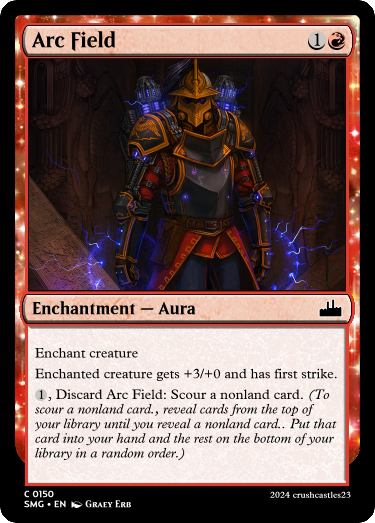 Arc Field 1
Enchantment — Aura
Enchant creature
Enchanted creature gets +3/+0 and has first strike.
1, Discard Arc Field: Scour a nonland card. (To
scour a nonland card., reveal cards from the top of
your library until you reveal a nonland card.. Put that
card into your hand and the rest on the bottom of your
library in a random order.)
C 0150
SMG • EN Graey Erb
2024 crushcastles23